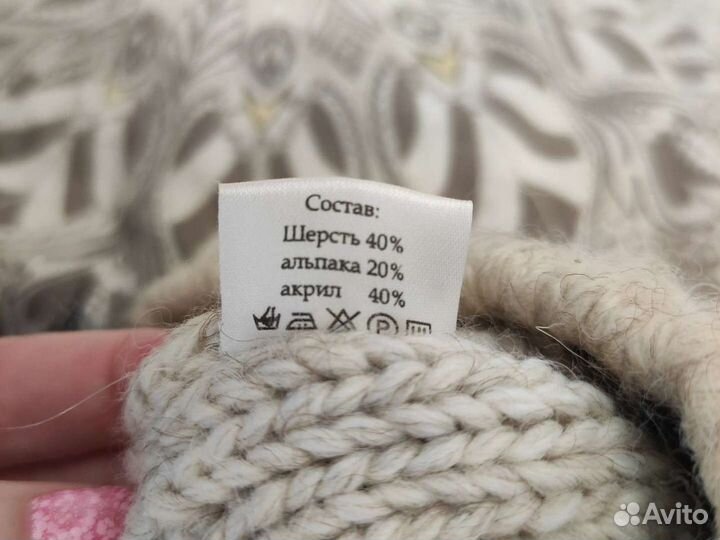 Состав:
Шерсть 40%
альпака 20%
акрил 40%
Avito